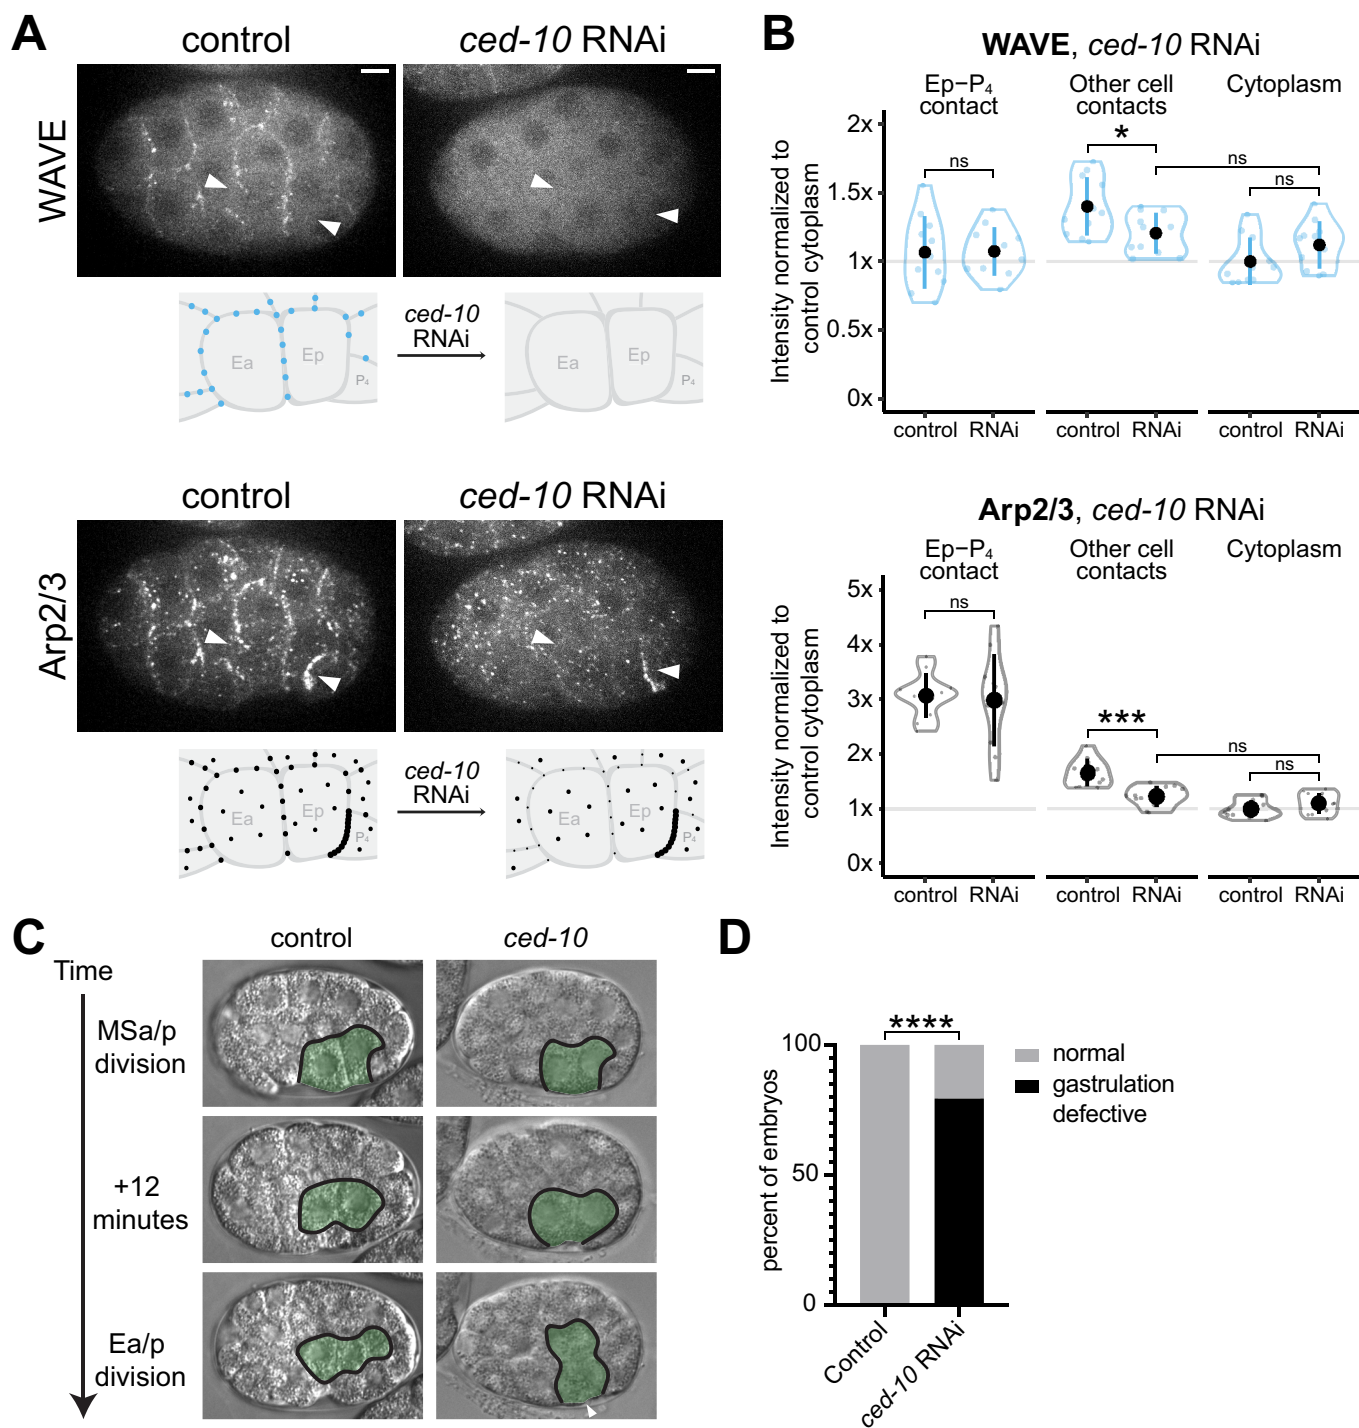 A
control
ced-10 RNAi
WAVE
Ea
Ep
P4
ced-10
RNAi
Ea
Ep
P4
control
ced-10 RNAi
Arp2/3
Ea
Ep
P4
ced-10
RNAi
Ea
Ep
P4
B
WAVE, ced-10 RNAi
Ep–P4
contact
Other cell
contacts
Cytoplasm
Intensity normalized to
control cytoplasm
2x
1.5x
1x
0.5x
0x
ns
*
ns
ns
control RNAi
control RNAi
control RNAi
Arp2/3, ced-10 RNAi
Ep–P4
contact
Other cell
contacts
Cytoplasm
Intensity normalized to
control cytoplasm
5x
4x
3x
2x
1x
0x
ns
***
ns
ns
control RNAi
control RNAi
control RNAi
C
control
ced-10
Time
MSa/p
division
+12
minutes
Ea/p
division
D
****
percent of embryos
100
50
0
Control
ced-10 RNAi
normal
gastrulation
defective